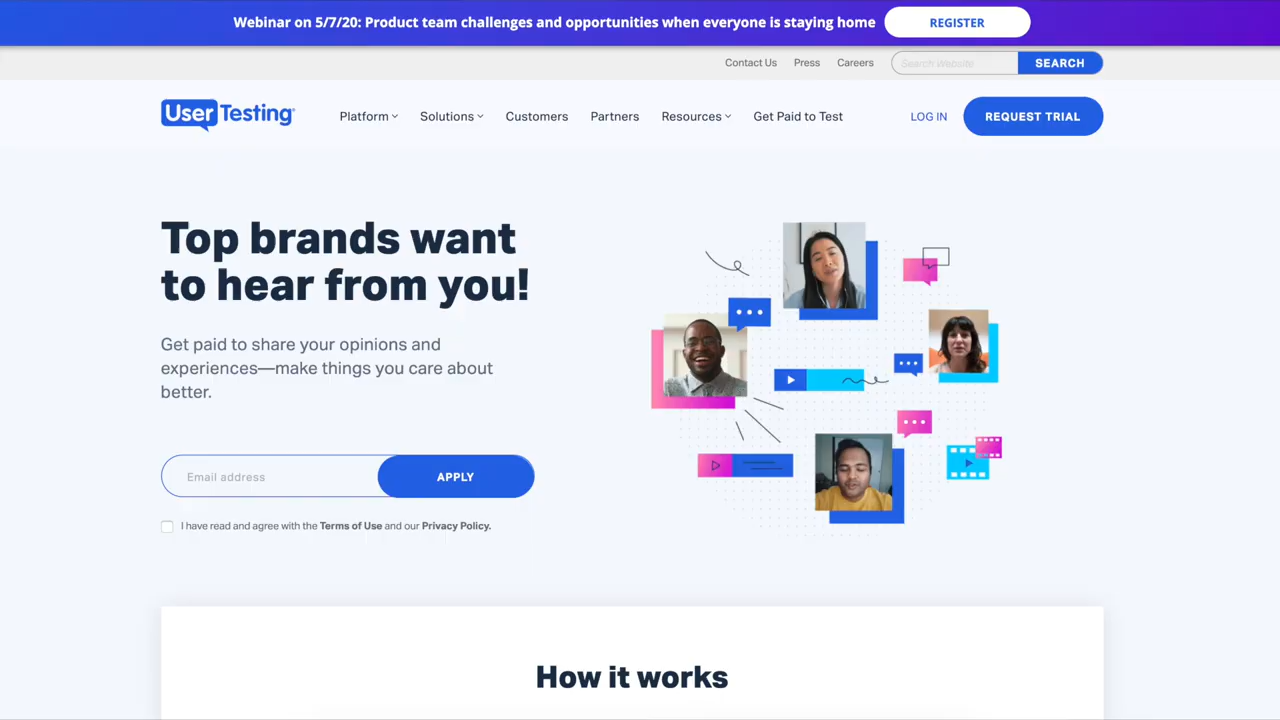 Webinar on 5/7/20: Product team challenges and opportunities when everyone is staying home
REGISTER
Contact Us
Press
Careers
Search Website
SEARCH
UserTesting
Platform
Solutions
Customers
Partners
Resources
Get Paid to Test
LOG IN
REQUEST TRIAL
Top brands want
to hear from you!
Get paid to share your opinions and
experiences—make things you care about
better.
Email address
APPLY
I have read and agree with the Terms of Use and our Privacy Policy.
How it works